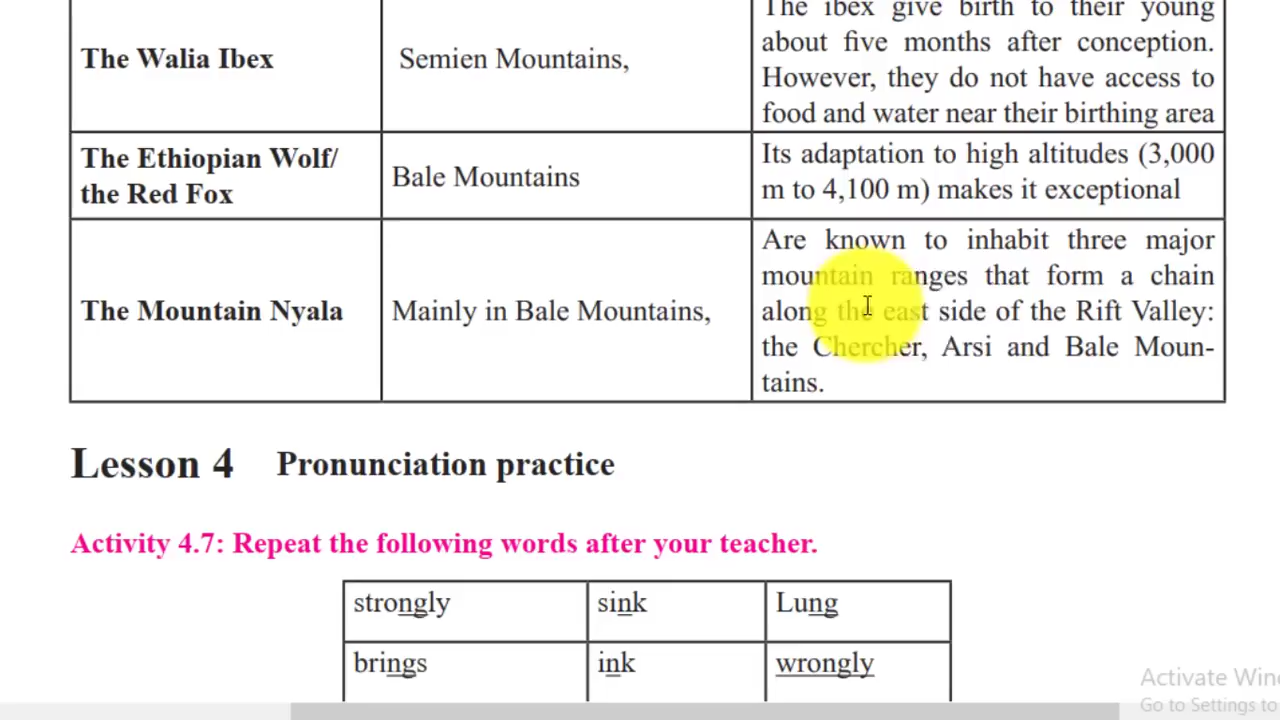 The ibex give birth to their young
about five months after conception.
The Walia Ibex
Semien Mountains,
However, they do not have access to
food and water near their birthing area
The Ethiopian Wolf/
the Red Fox
Bale Mountains
Its adaptation to high altitudes (3,000
m to 4,100 m) makes it exceptional
The Mountain Nyala
Mainly in Bale Mountains,
Are known to inhabit three major
mountain ranges that form a chain
along the east side of the Rift Valley:
the Chercher, Arsi and Bale Moun-
tains.
Lesson 4 Pronunciation practice
Activity 4.7: Repeat the following words after your teacher.
strongly sink Lung
brings ink wrongly
Activate Win
Go to Settings to